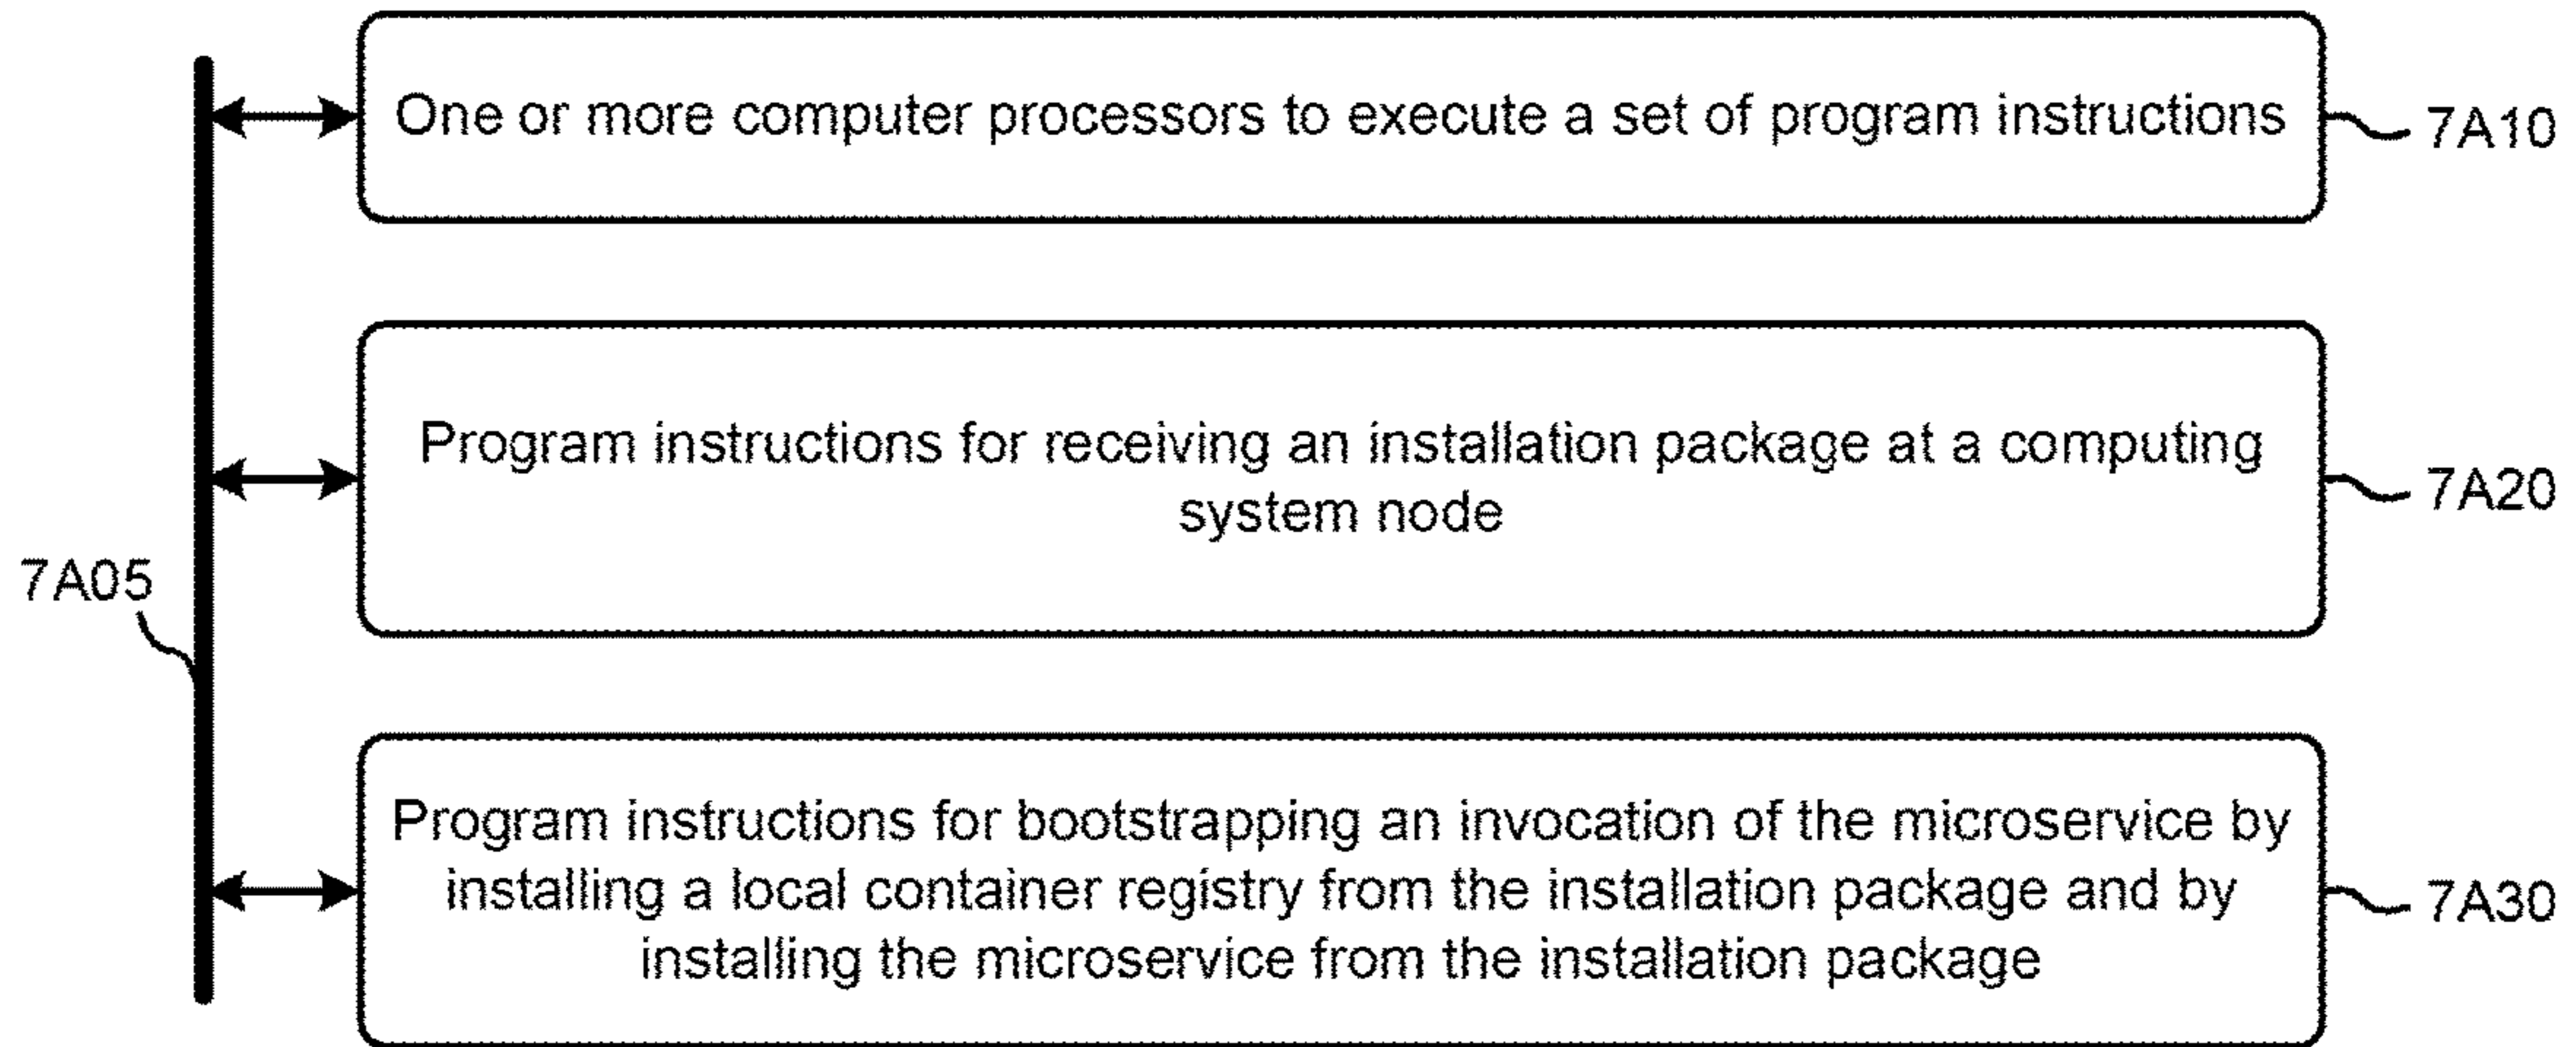 One or more computer processors to execute a set of program instructions
7A10
Program instructions for receiving an installation package at a computing
system node
7A20
7A05
Program instructions for bootstrapping an invocation of the microservice by
installing a local container registry from the installation package and by
installing the microservice from the installation package
7A30